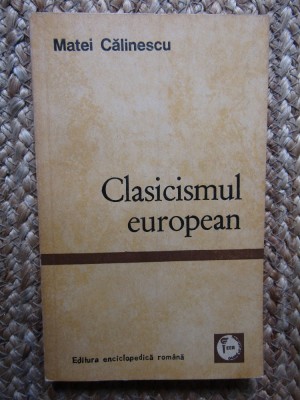 Matei Călinescu
Clasicismul
european
Editura enciclopedică română